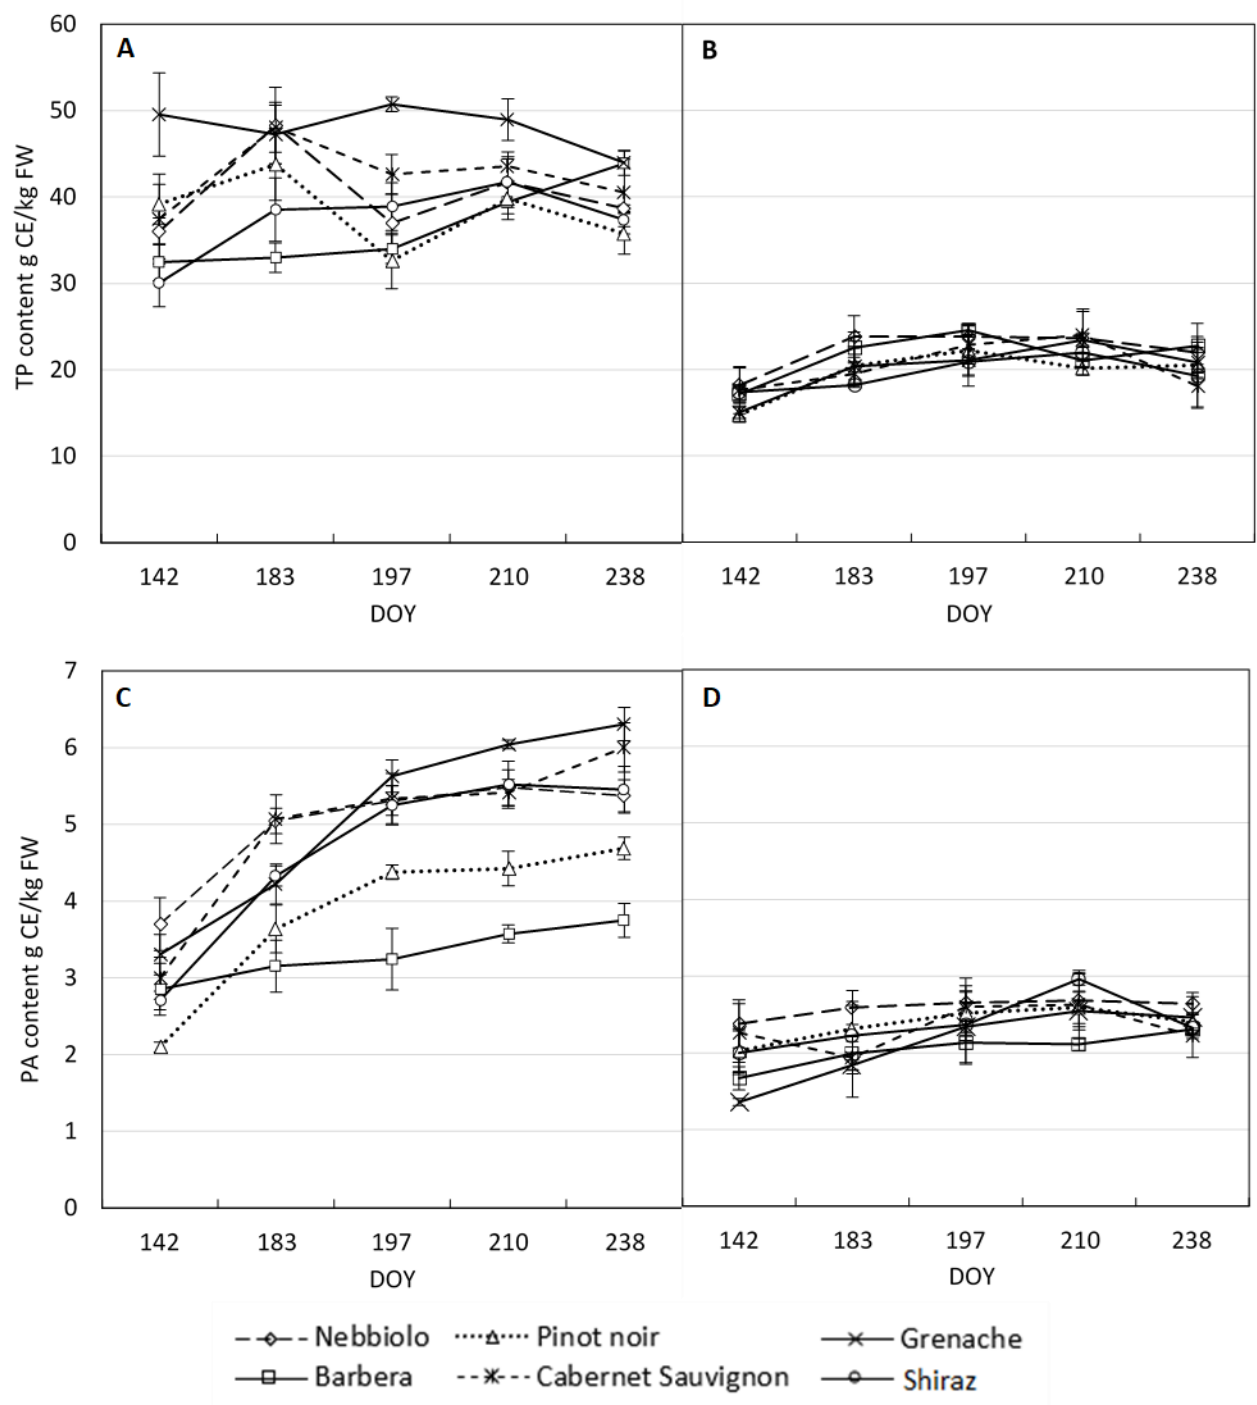 60
50
40
30
20
10
0
TP content g CE/kg FW
A
B
142 183 197 210 238
142 183 197 210 238
DOY
DOY
7
6
5
4
3
2
1
0
PA content g CE/kg FW
C
D
142 183 197 210 238
142 183 197 210 238
DOY
DOY
Nebbiolo Pinot noir Grenache
Barbera Cabernet Sauvignon Shiraz